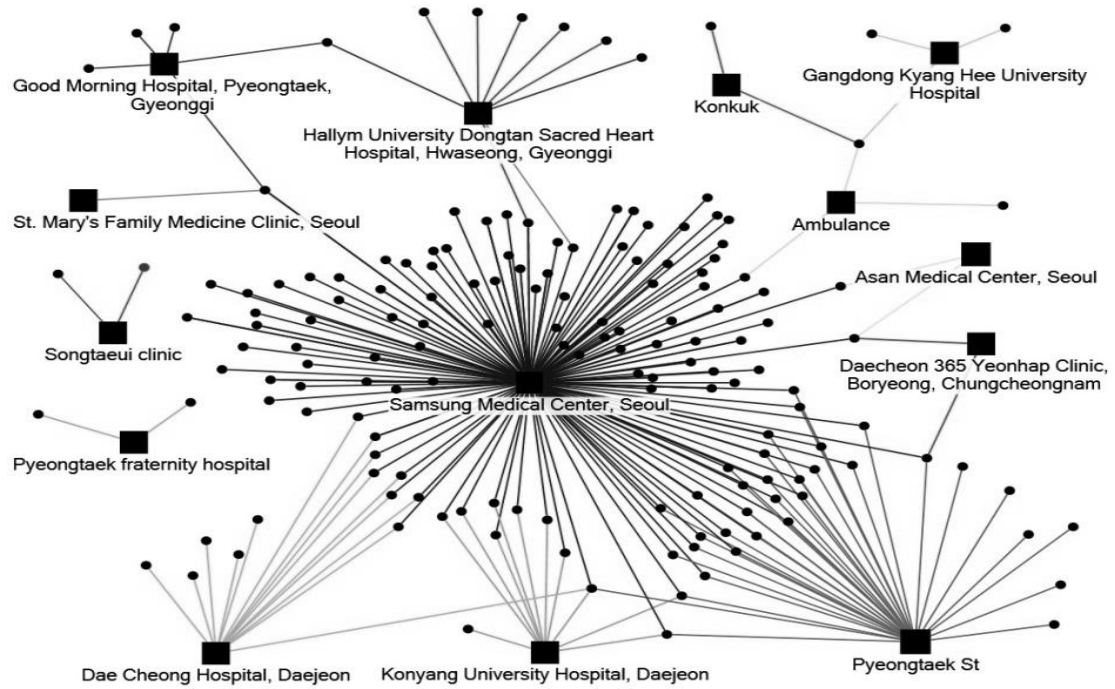 Good Morning Hospital, Pyeongtaek,
Gyeonggi
Hallym University Dongtan Sacred Heart
Hospital, Hwaseong, Gyeonggi
Konkuk
Gangdong Kyang Hee University
Hospital
St. Mary's Family Medicine Clinic, Seoul
Ambulance
Asan Medical Center, Seoul
Songtaeui clinic
Daecheon 365 Yeonhap Clinic,
Boryeong, Chungcheongnam
Samsung Medical Center, Seoul
Pyeongtaek fraternity hospital
Dae Cheong Hospital, Daejeon
Konyang University Hospital, Daejeon
Pyeongtaek St